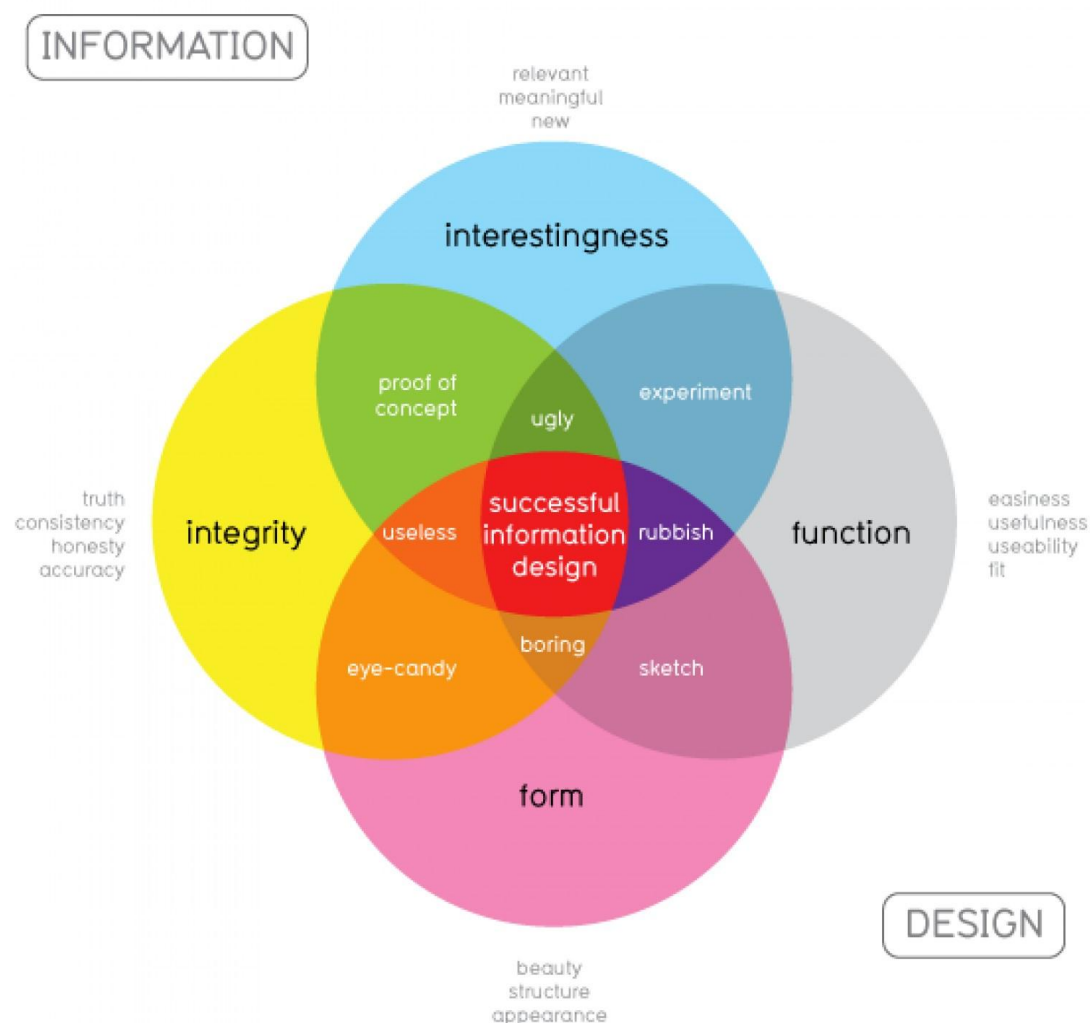 INFORMATION
relevant
meaningful
new
interestingness
proof of
concept
experiment
ugly
truth
consistency
honesty
accuracy
integrity
useless
successful
information
design
rubbish
function
easiness
usefulness
useability
fit
boring
eye-candy
sketch
form
DESIGN
beauty
structure
appearance